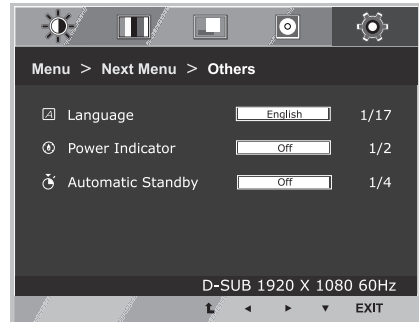 Menu > Next Menu > Others
Language English 1/17
Power Indicator Off 1/2
Automatic Standby Off 1/4
D-SUB 1920 X 1080 60Hz
EXIT